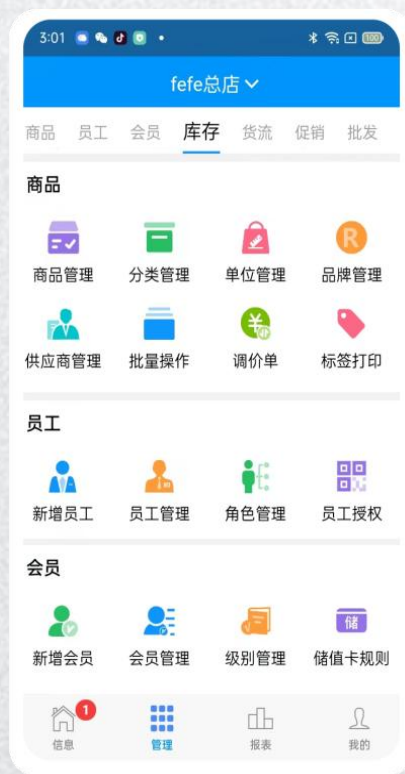 3:01
100
fefe总店
商品 员工 会员 库存 货流 促销 批发
商品
商品管理 分类管理 单位管理 品牌管理
供应商管理 批量操作 调价单 标签打印
员工
新增员工 员工管理 角色管理 员工授权
会员
储
新增会员 会员管理 级别管理 储值卡规则
1
信息 管理 报表 我的